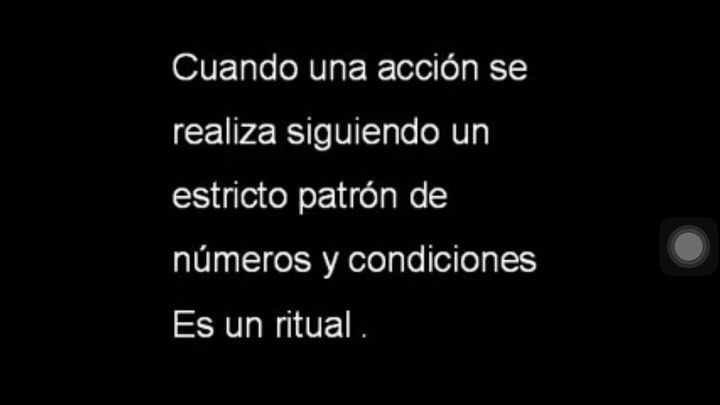 Cuando una acción se
realiza siguiendo un
estricto patrón de
números y condiciones
Es un ritual .